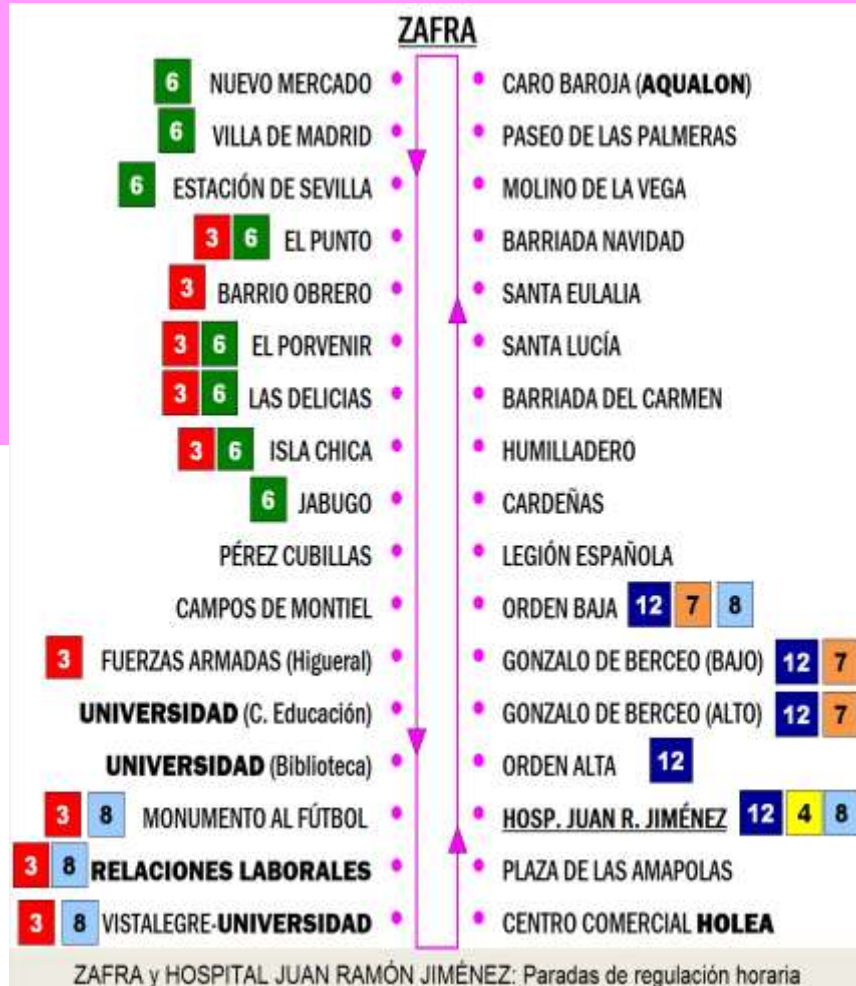 ZAFRA
6 NUEVO MERCADO
6 VILLA DE MADRID
6 ESTACIÓN DE SEVILLA
3 6 EL PUNTO
3 BARRIO OBRERO
3 6 EL PORVENIR
3 6 LAS DELICIAS
3 6 ISLA CHICA
6 JABUGO
PÉREZ CUBILLAS
CAMPOS DE MONTIEL
3 FUERZAS ARMADAS (Higueral)
UNIVERSIDAD (C. Educación)
UNIVERSIDAD (Biblioteca)
3 8 MONUMENTO AL FÚTBOL
3 8 RELACIONES LABORALES
3 8 VISTALEGRE-UNIVERSIDAD
CARO BAROJA (AQUALON)
PASEO DE LAS PALMERAS
MOLINO DE LA VEGA
BARRIADA NAVIDAD
SANTA EULALIA
SANTA LUCÍA
BARRIADA DEL CARMEN
HUMILLADERO
CARDEÑAS
LEGIÓN ESPAÑOLA
ORDEN BAJA 12 7 8
GONZALO DE BERCEO (BAJO) 12 7
GONZALO DE BERCEO (ALTO) 12 7
ORDEN ALTA 12
HOSP. JUAN R. JIMÉNEZ 12 4 8
PLAZA DE LAS AMAPOLAS
CENTRO COMERCIAL HOLEA
ZAFRA y HOSPITAL JUAN RAMÓN JIMÉNEZ: Paradas de regulación horaria